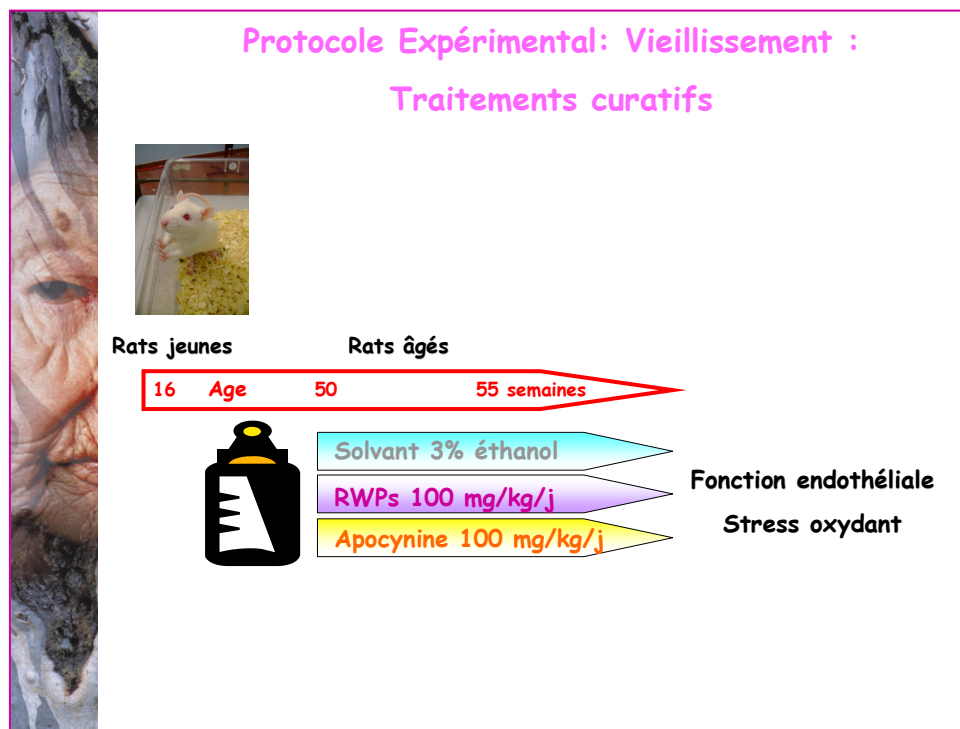 Protocole Expérimental: Vieillissement :
Traitements curatifs
Rats jeunes Rats âgés
16 Age 50 55 semaines
Solvant 3% éthanol
RWPs 100 mg/kg/j
Apocynine 100 mg/kg/j
Fonction endothéliale
Stress oxydant